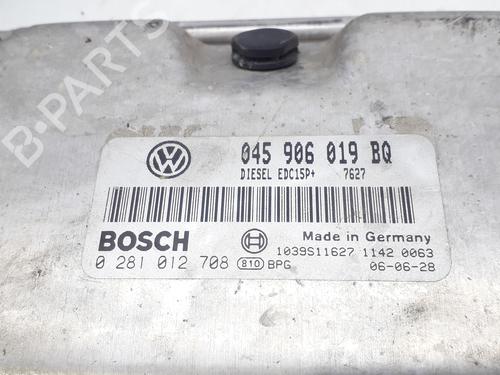 B-PARTS
045 906 019 BQ
DIESEL EDC15P+ 7627
BOSCH
Made in Germany
1039S11627 1142 0063
0 281 012 708 810 BPG 06-06-28